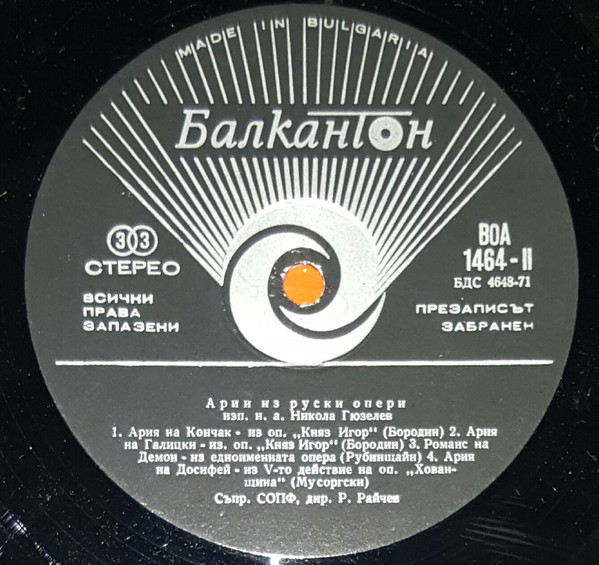 MADE IN BULGARIA
Балкантон
33
СТЕРЕО
ВСИЧКИ
ПРАВА
ЗАПАЗЕНИ
ВОА
1464-II
БДС 4648-71
ПРЕЗАПИСЪТ
ЗАБРАНЕН
Арии из руски опери
изп. н. а. Никола Гюзелев
1. Ария на Кончак - из оп. „Княз Игор" (Бородин) 2. Ария
на Галицки - из. оп. „Княз Игор" (Бородин) 3. Романс на
Демон - из едноименната опера (Рубинщайн) 4. Ария
на Досифей - из V-то действие на оп. „Хован-
щина" (Мусоргски)
Съпр. СОПФ, дир. Р. Райчев